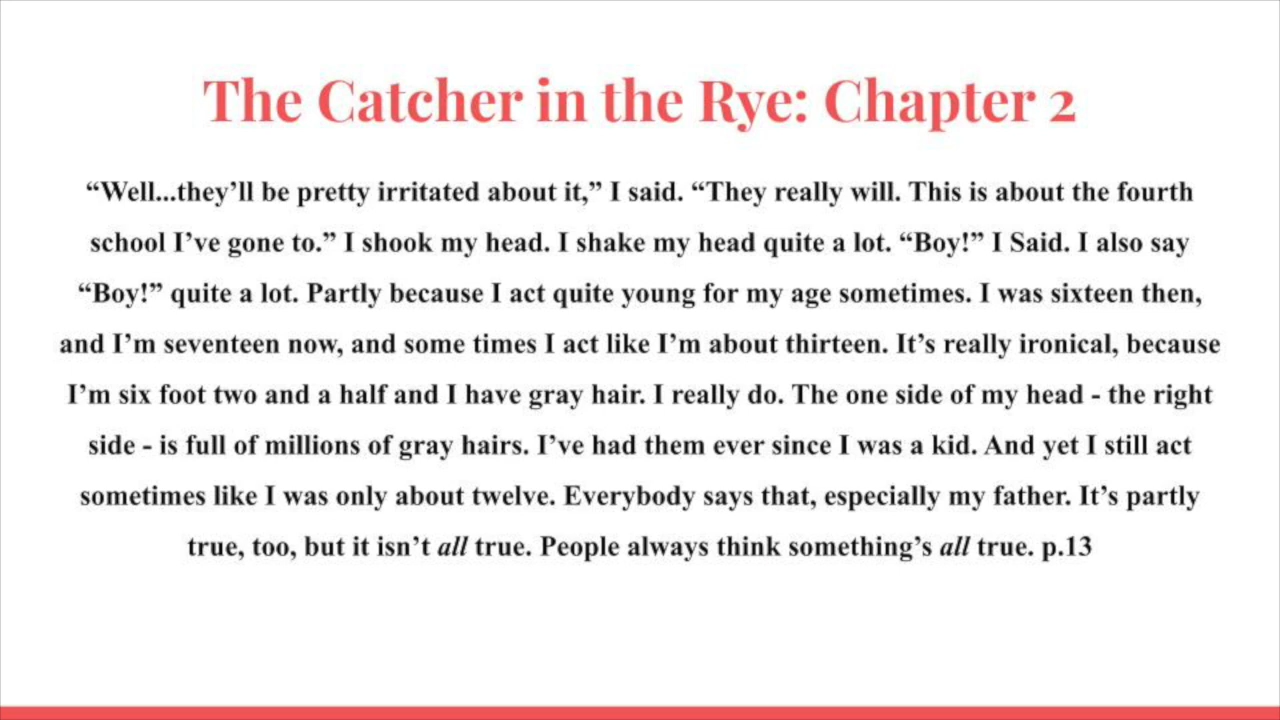 The Catcher in the Rye: Chapter 2
“Well...they’ll be pretty irritated about it,” I said. “They really will. This is about the fourth
school I’ve gone to.” I shook my head. I shake my head quite a lot. “Boy!” I Said. I also say
“Boy!” quite a lot. Partly because I act quite young for my age sometimes. I was sixteen then,
and I’m seventeen now, and some times I act like I’m about thirteen. It’s really ironical, because
I’m six foot two and a half and I have gray hair. I really do. The one side of my head - the right
side - is full of millions of gray hairs. I’ve had them ever since I was a kid. And yet I still act
sometimes like I was only about twelve. Everybody says that, especially my father. It’s partly
true, too, but it isn’t all true. People always think something’s all true. p.13